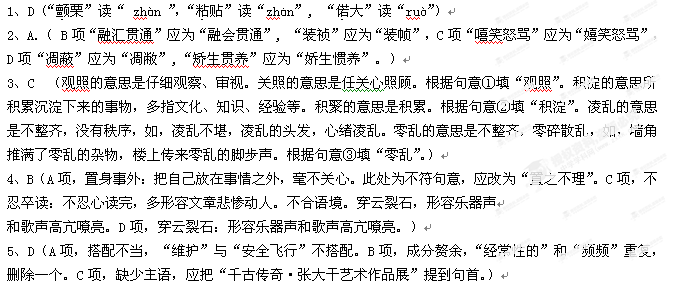 1、D（“颤栗”读“ zhàn ”，“粘贴”读“zhān”, “偌大”读“ruò”）
2、A.（ B项“融汇贯通”应为“融会贯通”, “装祯”应为“装帧”，C项“嘻笑怒骂”应为“嬉笑怒骂”
D项“调蔽”应为“凋敝”，“娇生贯养”应为“娇生惯养”。）
3、C （观照的意思是仔细观察、审视。关照的意思是任关心照顾。根据句意①填“观照”。积淀的意思所
积累沉淀下来的事物，多指文化、知识、经验等。积聚的意思是积累。根据句意②填“积淀”。凌乱的意思
是不整齐，没有秩序，如，凌乱不堪，凌乱的头发，心绪凌乱。零乱的意思是不整齐，零碎散乱，如，墙角
堆满了零乱的杂物，楼上传来零乱的脚步声。根据句意③填“零乱”。）
4、B（A项，置身事外：把自己放在事情之外，毫不关心。此处为不符句意，应改为“置之不理”。C项，不
忍卒读：不忍心读完，多形容文章悲惨动人。不合语境。穿云裂石，形容乐器声
和歌声高亢嘹亮。D项，穿云裂石：形容乐器声和歌声高亢嘹亮。）
5、D（A项，搭配不当，“维护”与“安全飞行”不搭配。B项，成分赘余，“经常性的”和“频频”重复，
删除一个。C项，缺少主语，应把“千古传奇·张大千艺术作品展”提到句首。）